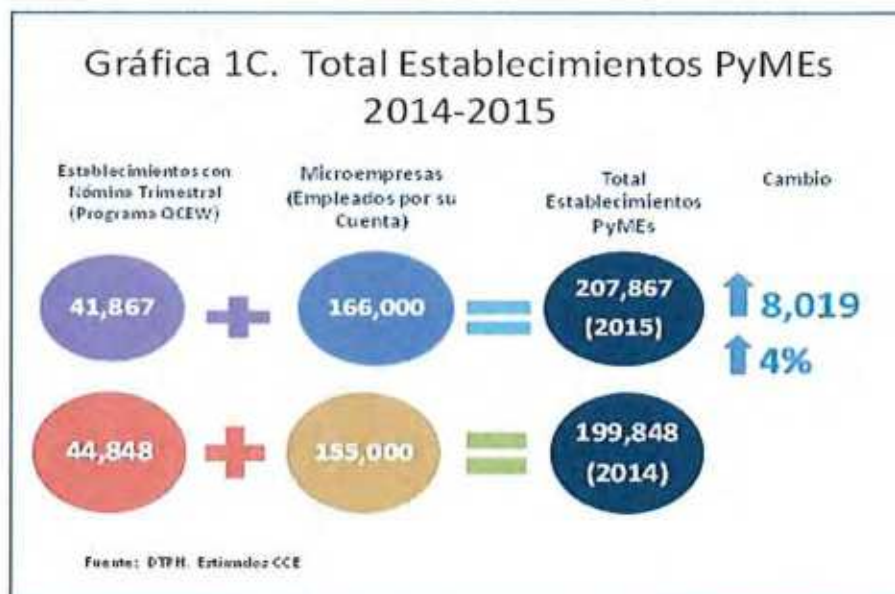 Gráfica 1C. Total Establecimientos PyMEs
2014-2015
Establecimientos con
Nómina Trimestral
(Programa QCEW)
Microempresas
(Empleados por su
Cuenta)
Total
Establecimientos
PyMEs
Cambio
41,867
166,000
207,867
(2015)
8,019
4%
44,848
155,000
199,848
(2014)
Fuente: DTRH. Estimados CCE